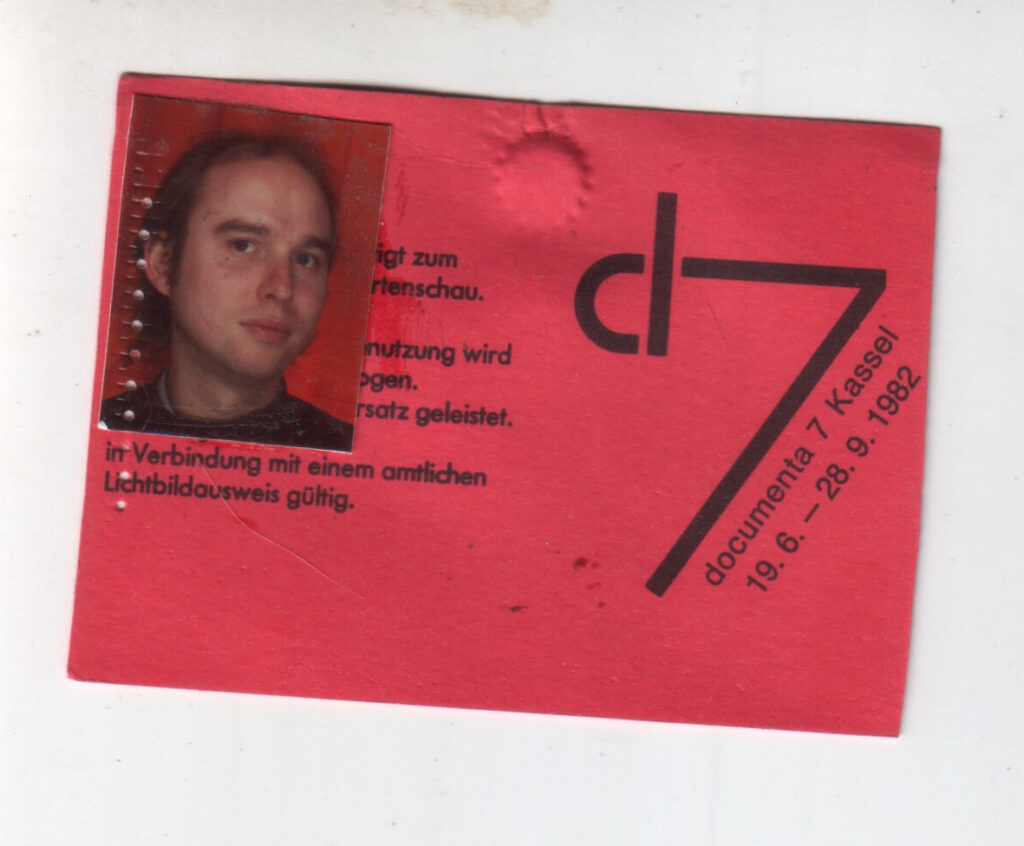 zum
rtenschau.
nutzung wird
ogen.
rsatz geleistet.
in Verbindung mit einem amtlichen
Lichtbildausweis gültig.
d7
documenta 7 Kassel
19. 6. – 28. 9. 1982